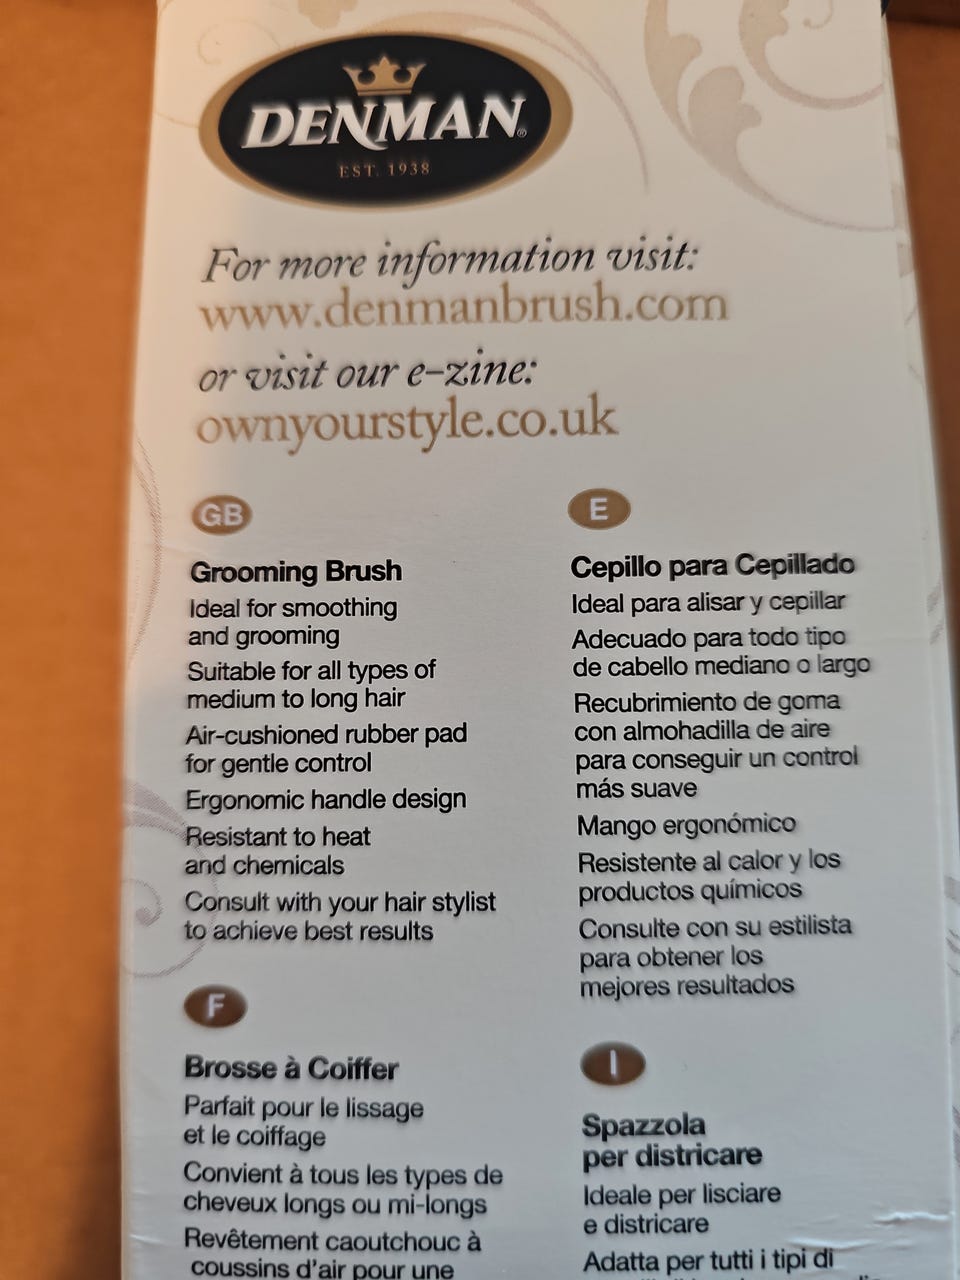 DENMAN®
EST. 1938
For more information visit:
www.denmanbrush.com
or visit our e-zine:
ownyourstyle.co.uk
GB
Grooming Brush
Ideal for smoothing
and grooming
Suitable for all types of
medium to long hair
Air-cushioned rubber pad
for gentle control
Ergonomic handle design
Resistant to heat
and chemicals
Consult with your hair stylist
to achieve best results
E
Cepillo para Cepillado
Ideal para alisar y cepillar
Adecuado para todo tipo
de cabello mediano o largo
Recubrimiento de goma
con almohadilla de aire
para conseguir un control
más suave
Mango ergonómico
Resistente al calor y los
productos químicos
Consulte con su estilista
para obtener los
mejores resultados
F
Brosse à Coiffer
Parfait pour le lissage
et le coiffage
Convient à tous les types de
cheveux longs ou mi-longs
Revêtement caoutchouc à
coussins d'air pour une
I
Spazzola
per districare
Ideale per lisciare
e districare
Adatta per tutti i tipi di